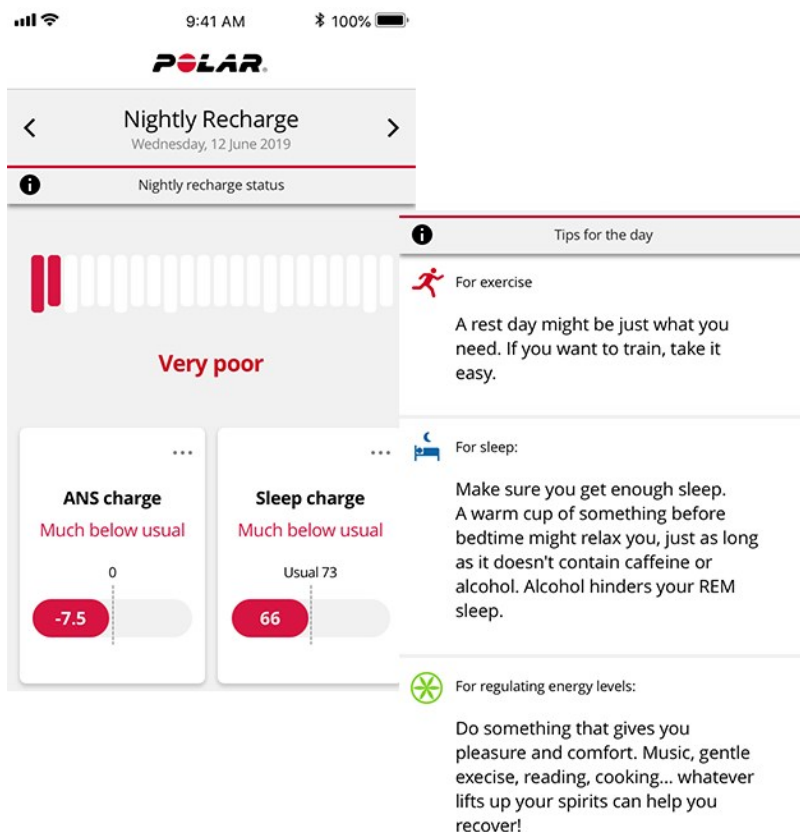 9:41 AM
100%
POLAR
Nightly Recharge
Wednesday, 12 June 2019
Nightly recharge status
Very poor
ANS charge
Much below usual
0
-7.5
Sleep charge
Much below usual
Usual 73
66
Tips for the day
For exercise
A rest day might be just what you
need. If you want to train, take it
easy.
For sleep:
Make sure you get enough sleep.
A warm cup of something before
bedtime might relax you, just as long
as it doesn't contain caffeine or
alcohol. Alcohol hinders your REM
sleep.
For regulating energy levels:
Do something that gives you
pleasure and comfort. Music, gentle
execise, reading, cooking... whatever
lifts up your spirits can help you
recover!